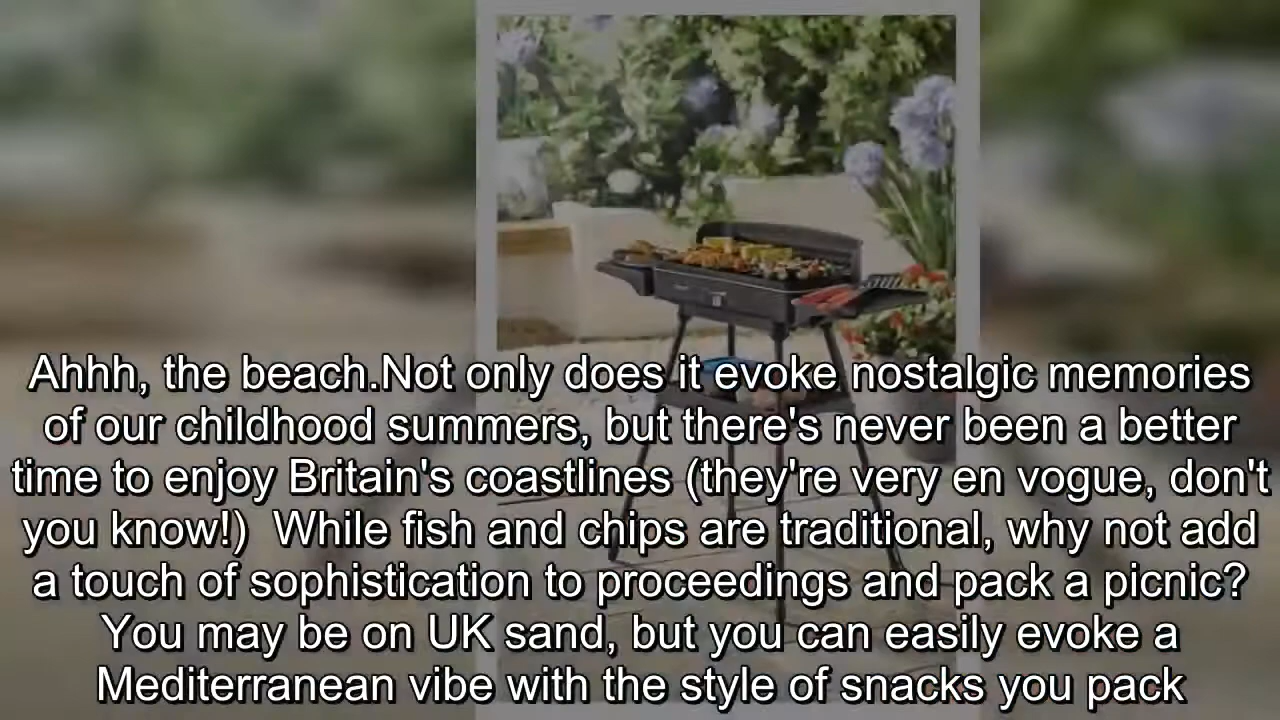 Ahhh, the beach.Not only does it evoke nostalgic memories
of our childhood summers, but there's never been a better
time to enjoy Britain's coastlines (they're very en vogue, don't
you know!)  While fish and chips are traditional, why not add
a touch of sophistication to proceedings and pack a picnic?
You may be on UK sand, but you can easily evoke a
Mediterranean vibe with the style of snacks you pack